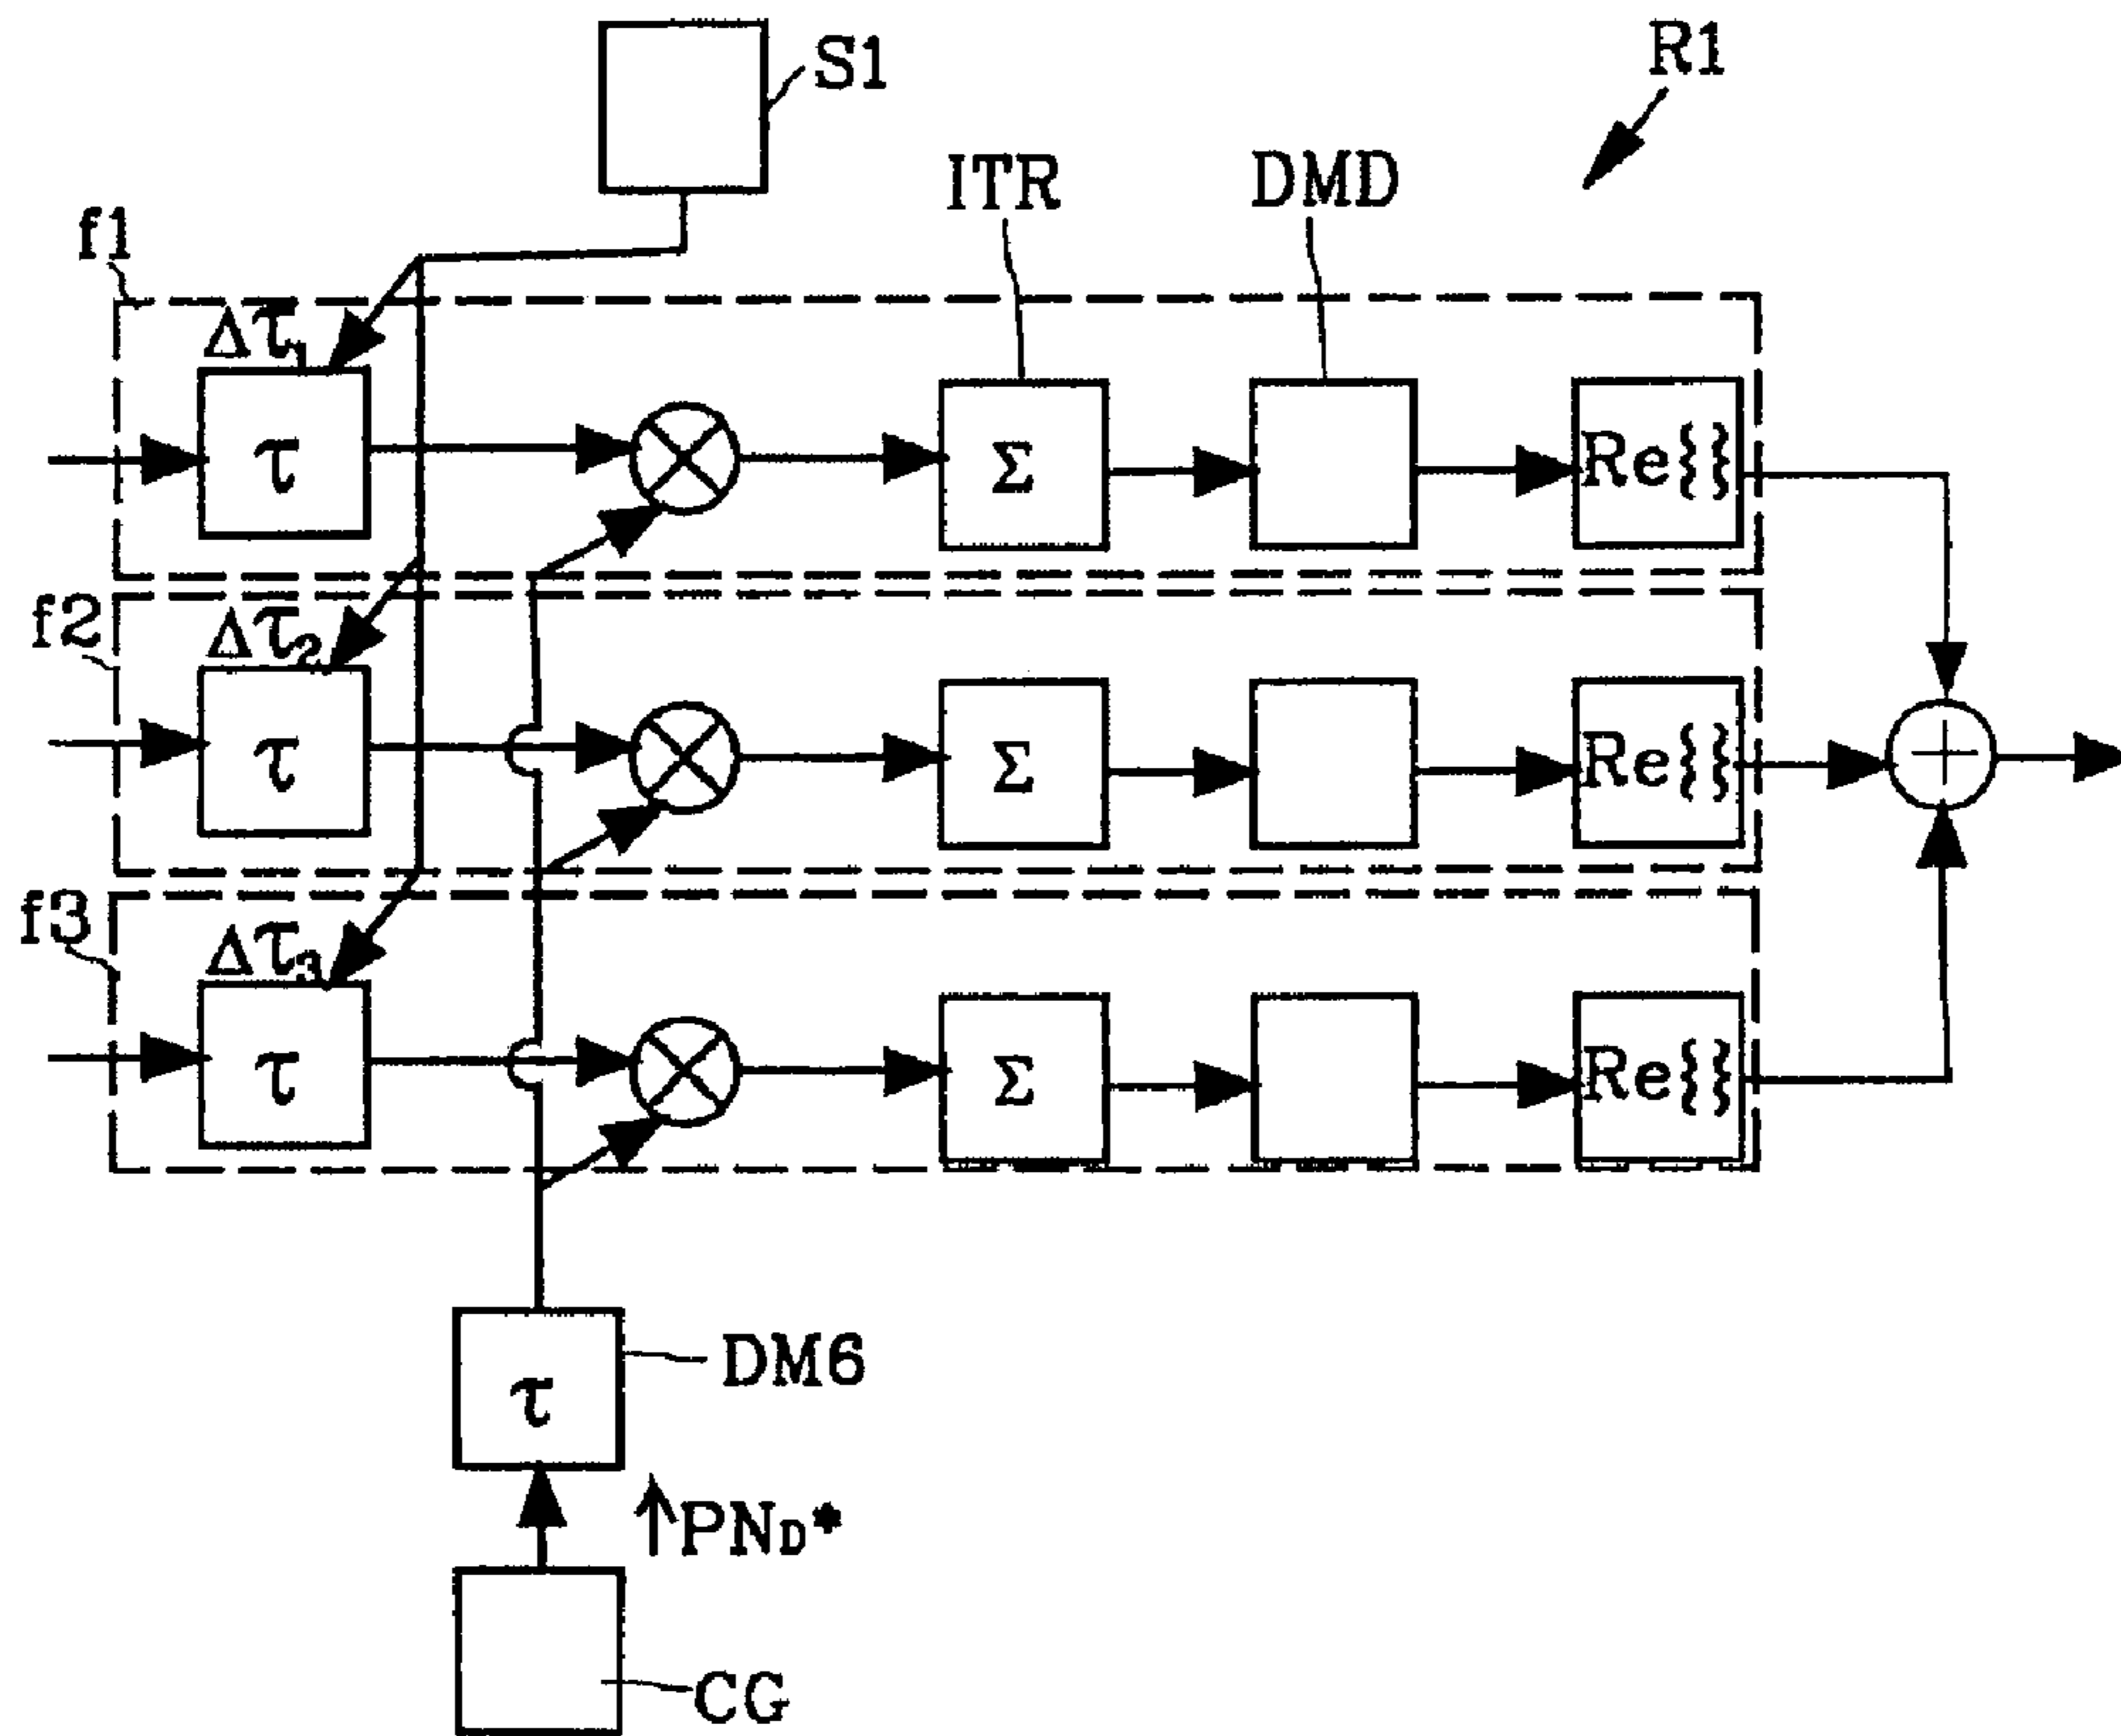 S1
R1
ITR
DMD
f1
Δτ1
τ
Σ
Re{}
f2
Δτ2
τ
Σ
Re{}
+
f3
Δτ3
τ
Σ
Re{}
τ
DM6
↑PND*
CG